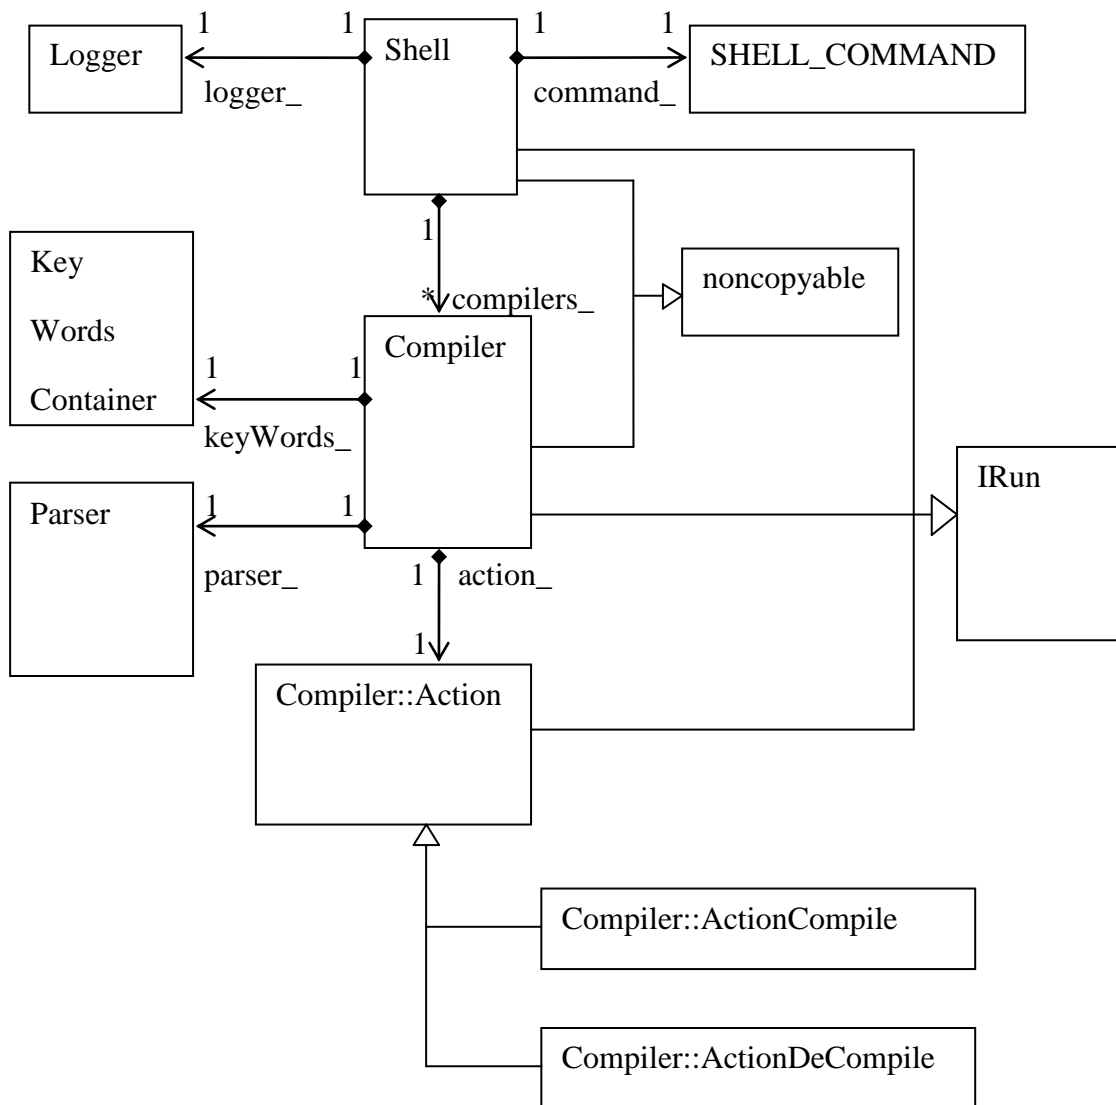 1 1 1 1
Logger Shell SHELL_COMMAND
logger_ command_
1
Key
noncopyable
* compilers_
Words
Compiler
1 1
Container
keyWords_
IRun
1 1
Parser
parser_ 1 action_
1
Compiler::Action
Compiler::ActionCompile
Compiler::ActionDeCompile